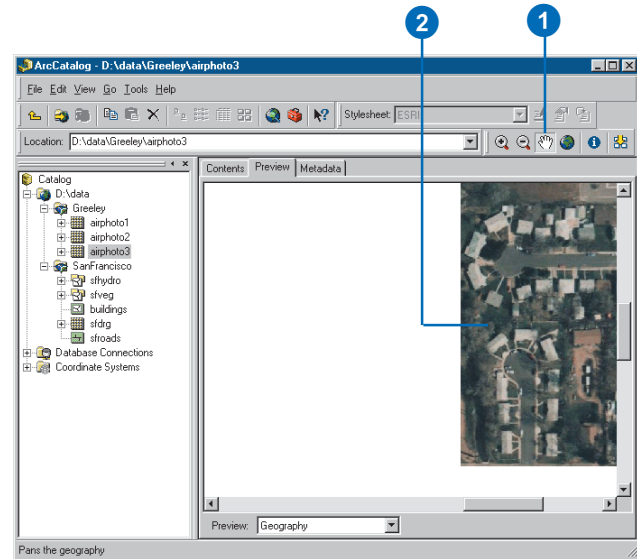 2 1
ArcCatalog - D:\data\Greeley\airphoto3
File Edit View Go Tools Help
Stylesheet: ESRI
Location: D:\data\Greeley\airphoto3
Contents Preview Metadata
Catalog
D:\data
Greeley
airphoto1
airphoto2
airphoto3
SanFrancisco
sfhydro
sfveg
buildings
sfdrg
sfroads
Database Connections
Coordinate Systems
Preview: Geography
Pans the geography